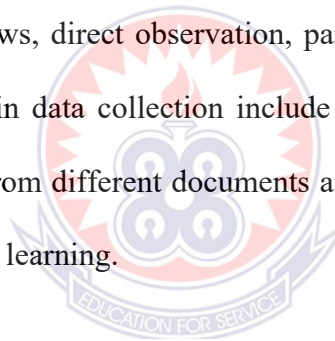 ws, direct observation, pa
in data collection include
rom different documents a
learning.
EDUCATION FOR SERVICE